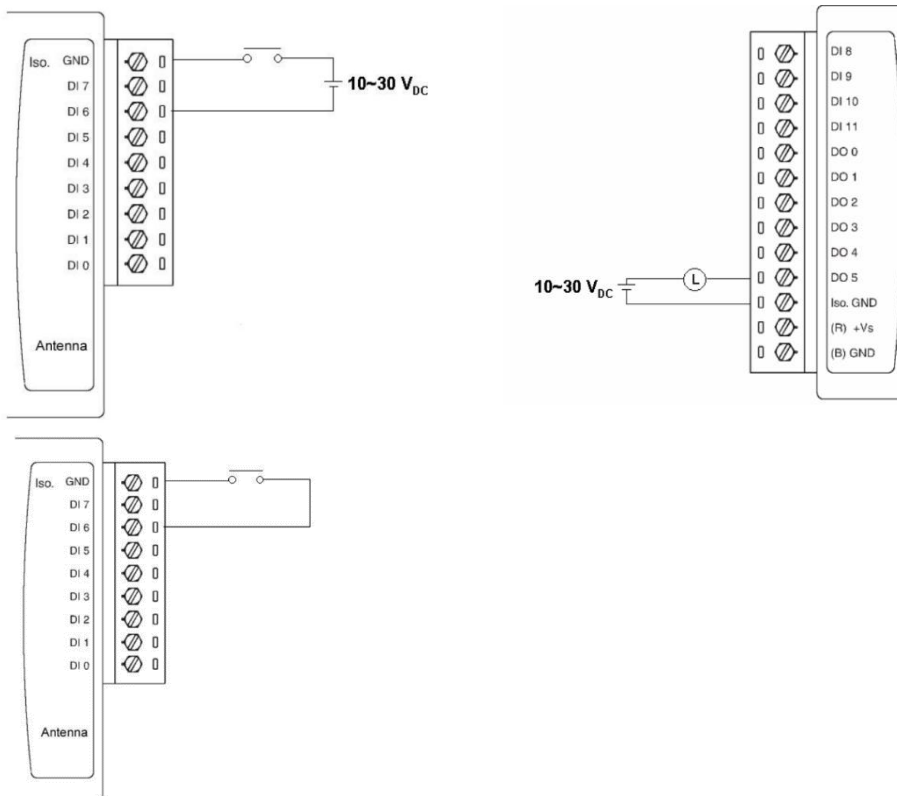 Iso. GND
DI 7
DI 6
DI 5
DI 4
DI 3
DI 2
DI 1
DI 0
Antenna
10~30 VDC
DI 8
DI 9
DI 10
DI 11
DO 0
DO 1
DO 2
DO 3
DO 4
DO 5
Iso. GND
(R) +Vs
(B) GND
10~30 VDC
L
Iso. GND
DI 7
DI 6
DI 5
DI 4
DI 3
DI 2
DI 1
DI 0
Antenna